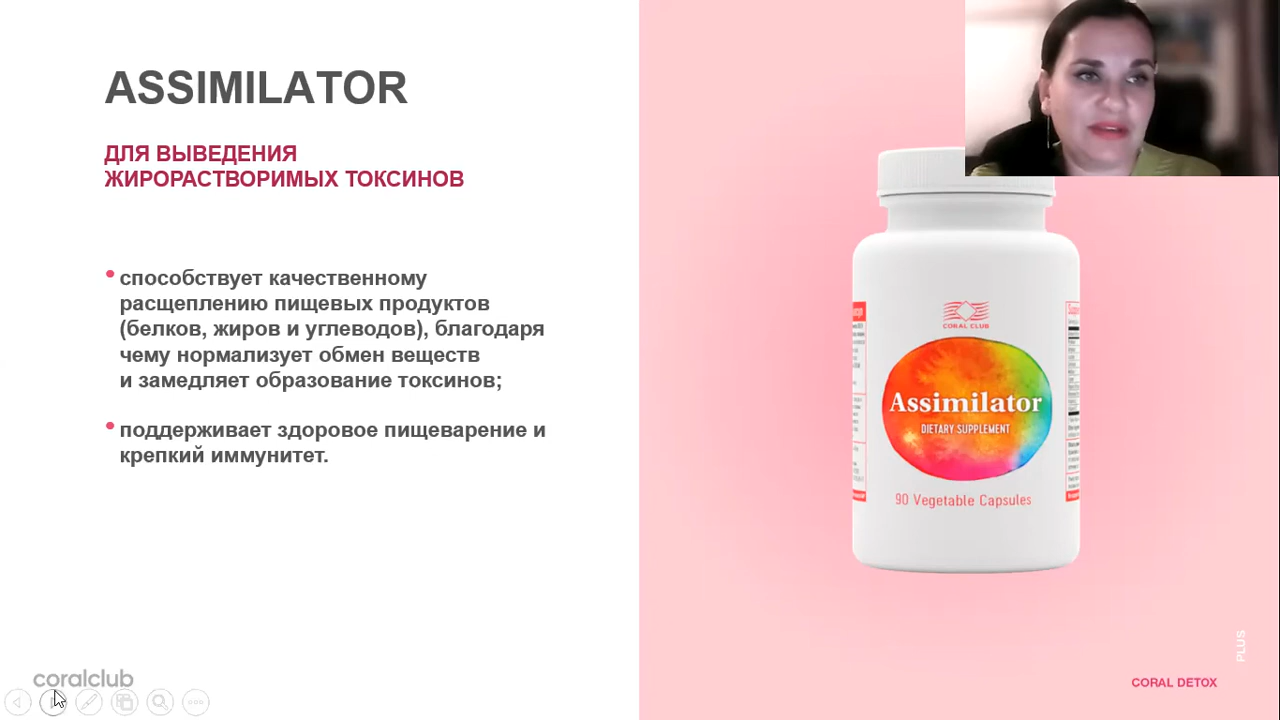 ASSIMILATOR
ДЛЯ ВЫВЕДЕНИЯ
ЖИРОРАСТВОРИМЫХ ТОКСИНОВ
• способствует качественному
расщеплению пищевых продуктов
(белков, жиров и углеводов), благодаря
чему нормализует обмен веществ
и замедляет образование токсинов;
• поддерживает здоровое пищеварение и
крепкий иммунитет.
CORAL CLUB
Assimilator
DIETARY SUPPLEMENT
90 Vegetable Capsules
PLUS
CORAL DETOX
coralclub